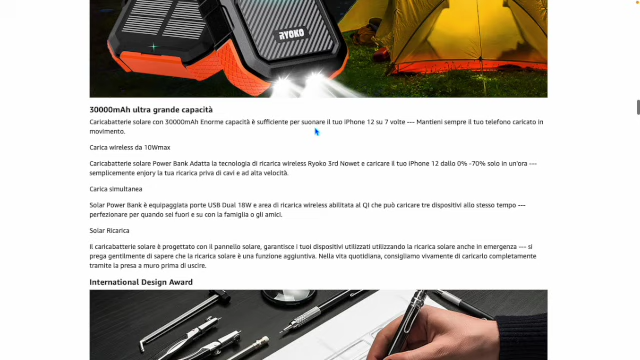 RYOKO
30000mAh ultra grande capacità
Caricabatterie solare con 30000mAh Enorme capacità è sufficiente per suonare il tuo iPhone 12 su 7 volte --- Mantieni sempre il tuo telefono caricato in
movimento.
Carica wireless da 10Wmax
Caricabatterie solare Power Bank Adatta la tecnologia di ricarica wireless Ryoko 3rd Nowet e caricare il tuo iPhone 12 dallo 0% -70% solo in un'ora ---
semplicemente enjoy la tua ricarica priva di cavi e ad alta velocità.
Carica simultanea
Solar Power Bank è equipaggiata porte USB Dual 18W e area di ricarica wireless abilitata al QI che può caricare tre dispositivi allo stesso tempo ---
perfezionare per quando sei fuori e su con la famiglia o gli amici.
Solar Ricarica
Il caricabatterie solare è progettato con il pannello solare, garantisce i tuoi dispositivi utilizzati utilizzando la ricarica solare anche in emergenza --- si
prega gentilmente di sapere che la ricarica solare è una funzione aggiuntiva. Nella vita quotidiana, consigliamo vivamente di caricarlo completamente
tramite la presa a muro prima di uscire.
International Design Award